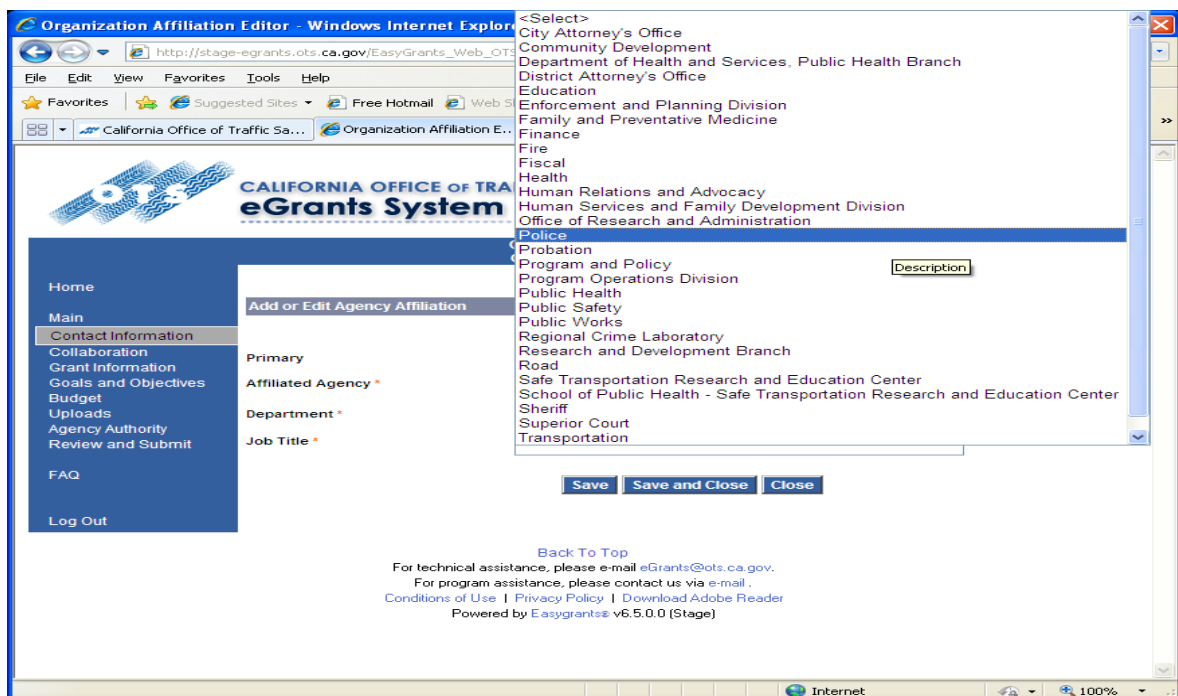 Organization Affiliation Editor - Windows Internet Explor
http://stage-egrants.ots.ca.gov/EasyGrants_Web_OTS
File Edit View Favorites Tools Help
Favorites Suggested Sites Free Hotmail Web Sl
California Office of Traffic Sa... Organization Affiliation E...
<Select>
City Attorney's Office
Community Development
Department of Health and Services, Public Health Branch
District Attorney's Office
Education
Enforcement and Planning Division
Family and Preventative Medicine
Finance
Fire
Fiscal
Health
Human Relations and Advocacy
Human Services and Family Development Division
Office of Research and Administration
Police
Probation
Program and Policy
Program Operations Division
Public Health
Public Safety
Public Works
Regional Crime Laboratory
Research and Development Branch
Road
Safe Transportation Research and Education Center
School of Public Health - Safe Transportation Research and Education Center
Sheriff
Superior Court
Transportation
Description
OTS
CALIFORNIA OFFICE OF TRA
eGrants System
Home
Main
Contact Information
Collaboration
Grant Information
Goals and Objectives
Budget
Uploads
Agency Authority
Review and Submit
FAQ
Log Out
Add or Edit Agency Affiliation
Primary
Affiliated Agency *
Department *
Job Title *
Save Save and Close Close
Back To Top
For technical assistance, please e-mail eGrants@ots.ca.gov.
For program assistance, please contact us via e-mail .
Conditions of Use | Privacy Policy | Download Adobe Reader
Powered by Easygrants® v6.5.0.0 (Stage)
Internet 100%